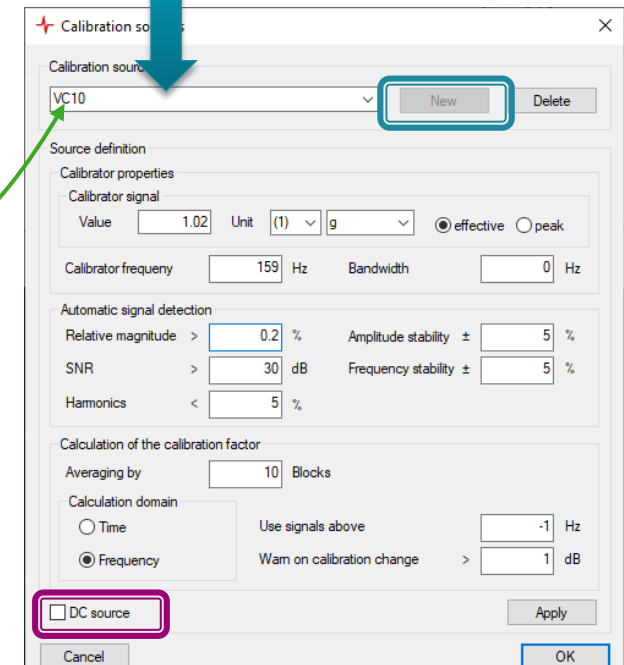 Calibration so s
Calibration sour
VC10 New Delete
Source definition
Calibrator properties
Calibrator signal
Value 1.02 Unit (1) g effective peak
Calibrator frequeny 159 Hz Bandwidth 0 Hz
Automatic signal detection
Relative magnitude > 0.2 % Amplitude stability ± 5 %
SNR > 30 dB Frequency stability ± 5 %
Harmonics < 5 %
Calculation of the calibration factor
Averaging by 10 Blocks
Calculation domain
Time Use signals above -1 Hz
Frequency Warn on calibration change > 1 dB
DC source Apply
Cancel OK